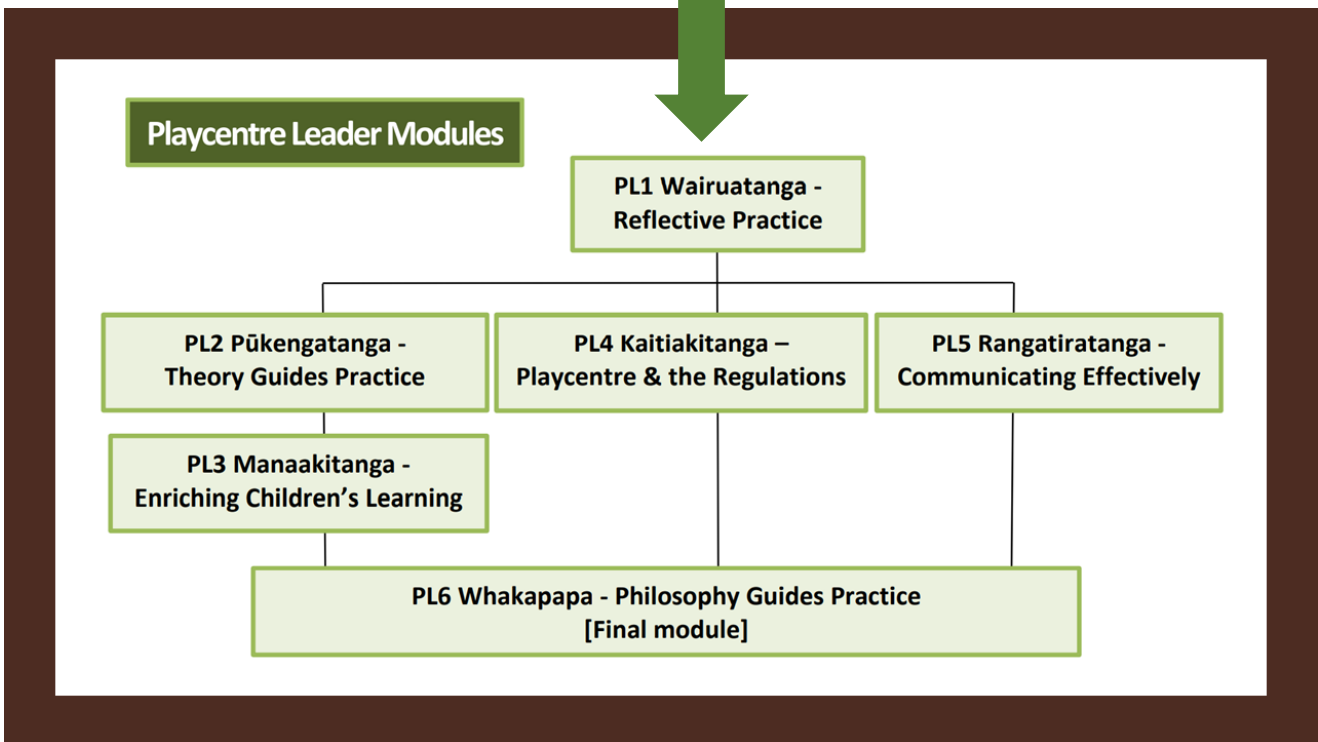 Playcentre Leader Modules
PL1 Wairuatanga -
Reflective Practice
PL2 Pūkengatanga -
Theory Guides Practice
PL4 Kaitiakitanga –
Playcentre & the Regulations
PL5 Rangatiratanga -
Communicating Effectively
PL3 Manaakitanga -
Enriching Children’s Learning
PL6 Whakapapa - Philosophy Guides Practice
[Final module]